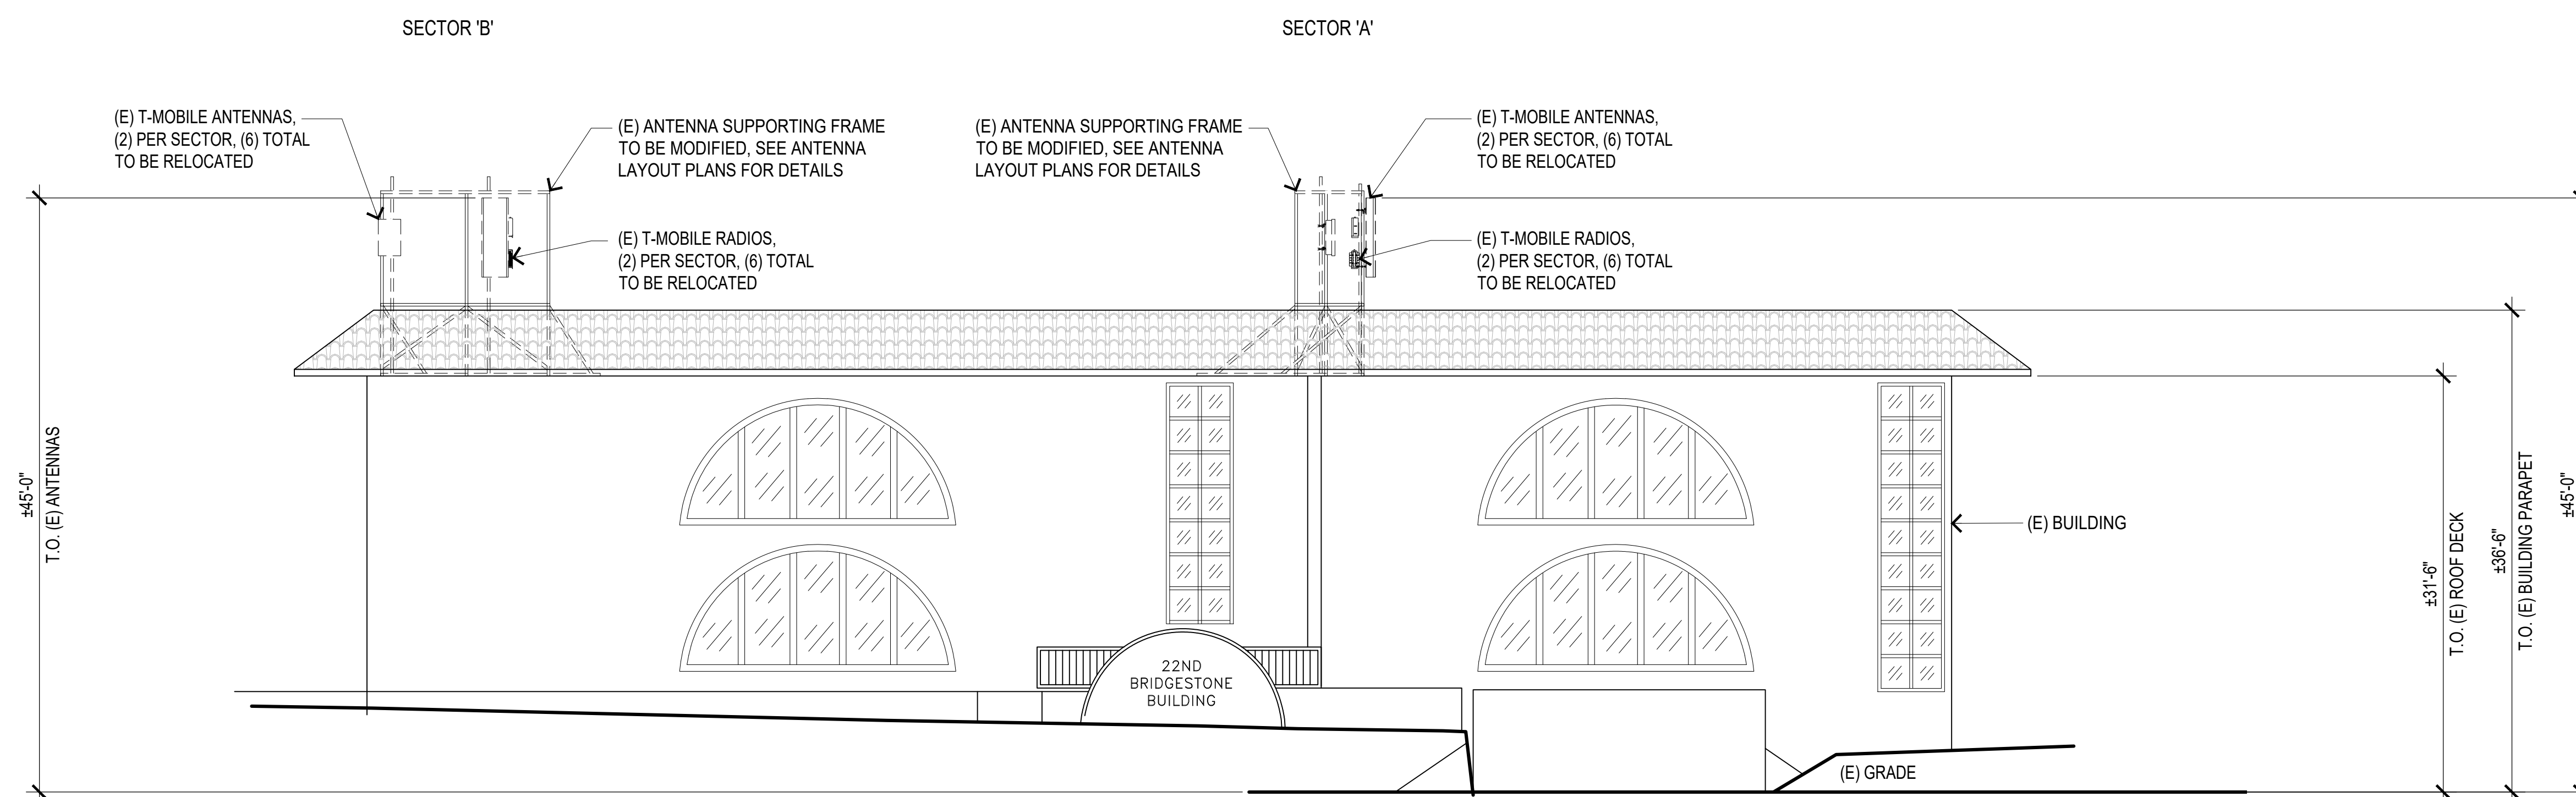 SECTOR 'B'
SECTOR 'A'
(E) T-MOBILE ANTENNAS,
(2) PER SECTOR, (6) TOTAL
TO BE RELOCATED
(E) ANTENNA SUPPORTING FRAME
TO BE MODIFIED, SEE ANTENNA
LAYOUT PLANS FOR DETAILS
(E) ANTENNA SUPPORTING FRAME
TO BE MODIFIED, SEE ANTENNA
LAYOUT PLANS FOR DETAILS
(E) T-MOBILE ANTENNAS,
(2) PER SECTOR, (6) TOTAL
TO BE RELOCATED
(E) T-MOBILE RADIOS,
(2) PER SECTOR, (6) TOTAL
TO BE RELOCATED
(E) T-MOBILE RADIOS,
(2) PER SECTOR, (6) TOTAL
TO BE RELOCATED
±45'-0"
T.O. (E) ANTENNAS
22ND
BRIDGESTONE
BUILDING
(E) BUILDING
(E) GRADE
±31'-6"
T.O. (E) ROOF DECK
±36'-6"
T.O. (E) BUILDING PARAPET
±45'-0"